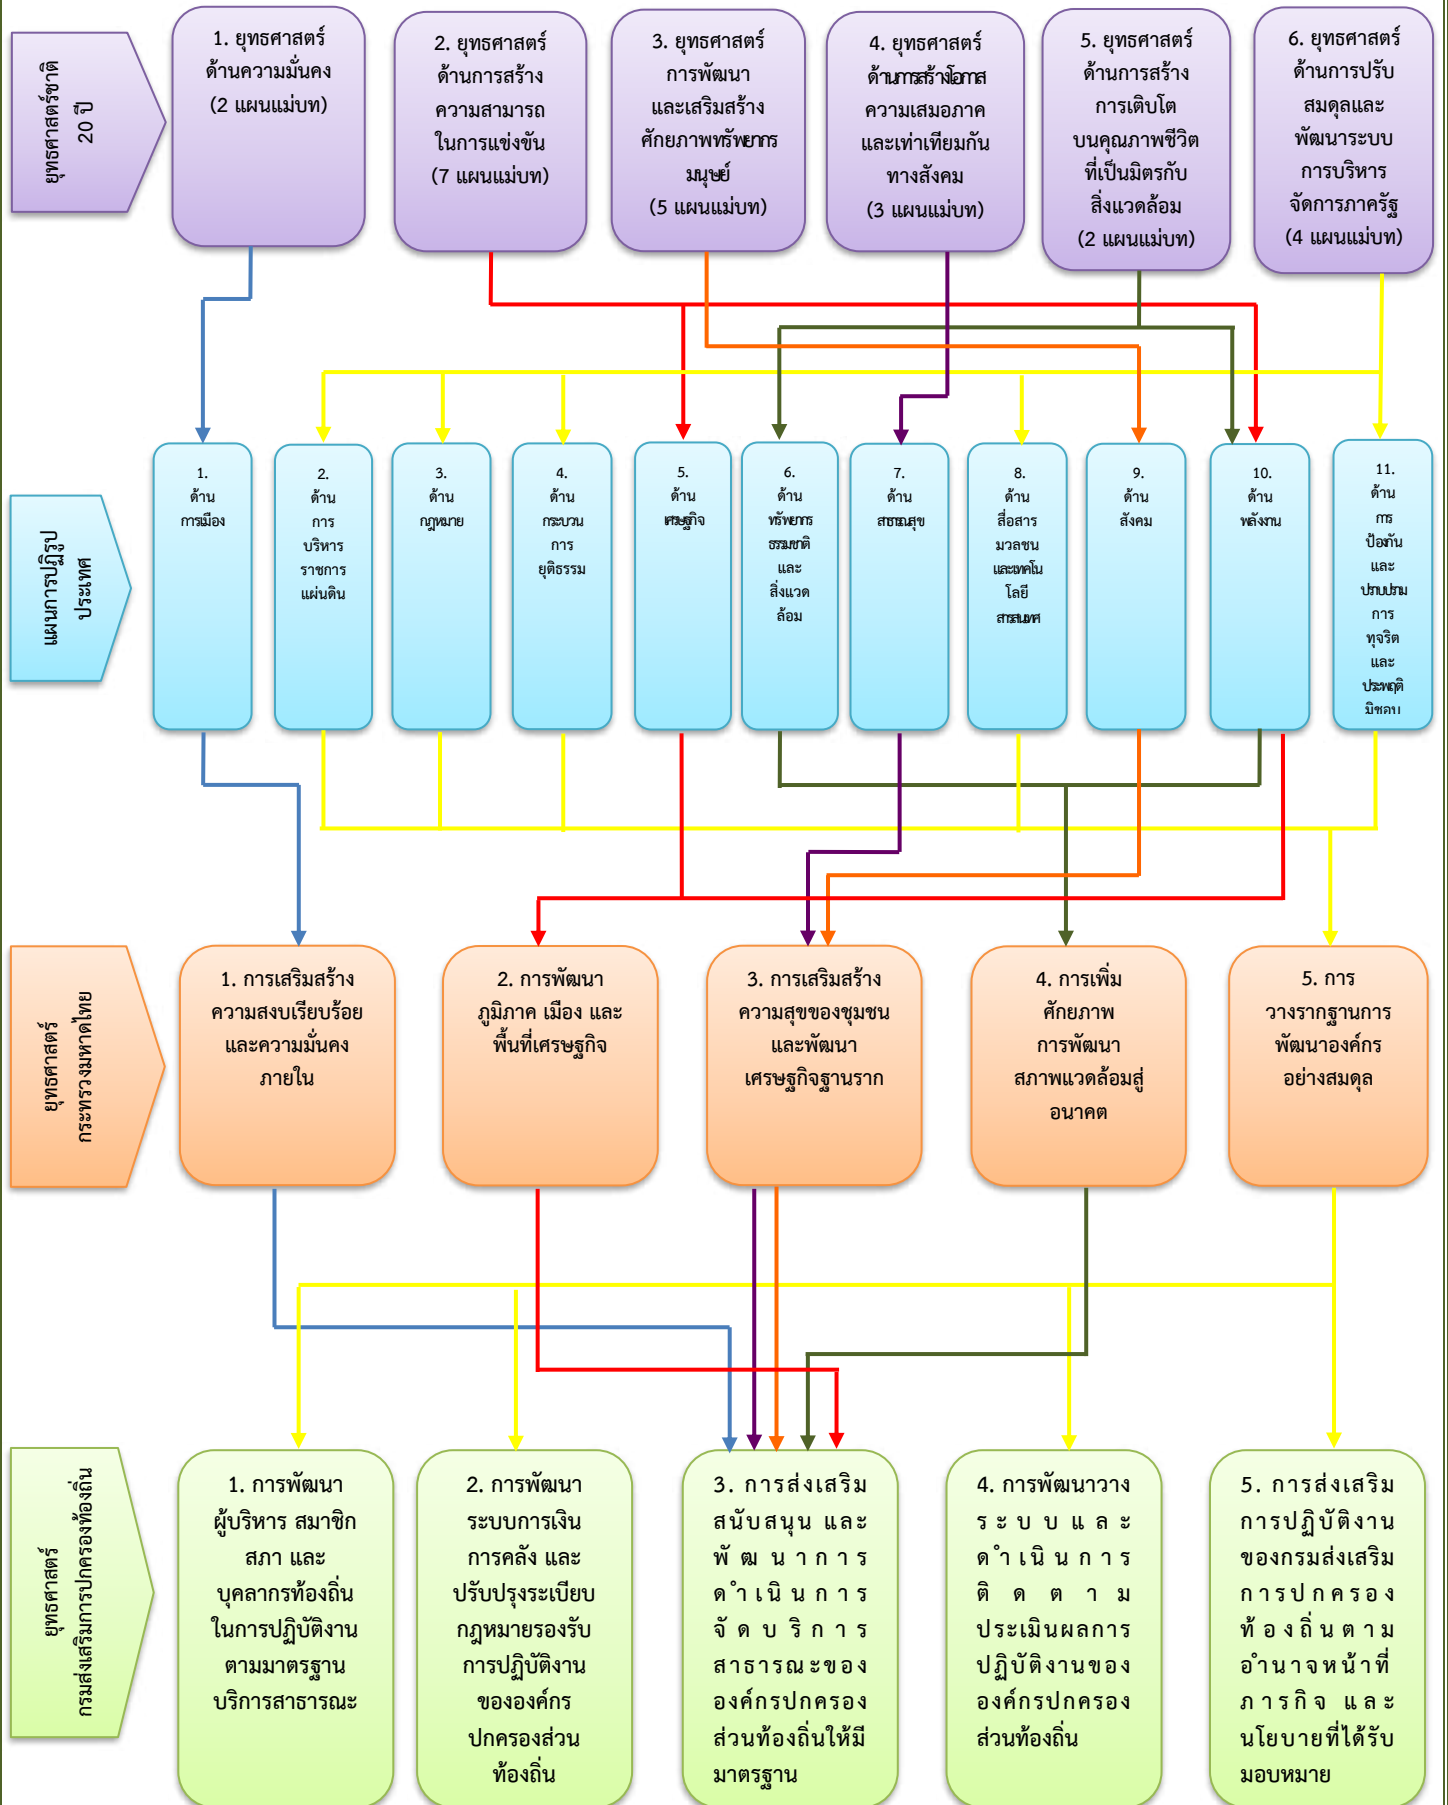 ยุทธศาสตร์ชาติ
20 ปี
1. ยุทธศาสตร์
ด้านความมั่นคง
(2 แผนแม่บท)
2. ยุทธศาสตร์
ด้านการสร้าง
ความสามารถ
ในการแข่งขัน
(7 แผนแม่บท)
3. ยุทธศาสตร์
การพัฒนา
และเสริมสร้าง
ศักยภาพทรัพยากร
มนุษย์
(5 แผนแม่บท)
4. ยุทธศาสตร์
ด้านการสร้างโอกาส
ความเสมอภาค
และเท่าเทียมกัน
ทางสังคม
(3 แผนแม่บท)
5. ยุทธศาสตร์
ด้านการสร้าง
การเติบโต
บนคุณภาพชีวิต
ที่เป็นมิตรกับ
สิ่งแวดล้อม
(2 แผนแม่บท)
6. ยุทธศาสตร์
ด้านการปรับ
สมดุลและ
พัฒนาระบบ
การบริหาร
จัดการภาครัฐ
(4 แผนแม่บท)
แผนการปฏิรูป
ประเทศ
1.
ด้าน
การเมือง
2.
ด้าน
การ
บริหาร
ราชการ
แผ่นดิน
3.
ด้าน
กฎหมาย
4.
ด้าน
กระบวน
การ
ยุติธรรม
5.
ด้าน
เศรษฐกิจ
6.
ด้าน
ทรัพยากร
ธรรมชาติ
และ
สิ่งแวด
ล้อม
7.
ด้าน
สาธารณสุข
8.
ด้าน
สื่อสาร
มวลชน
และเทคโน
โลยี
สารสนเทศ
9.
ด้าน
สังคม
10.
ด้าน
พลังงาน
11.
ด้าน
การ
ป้องกัน
และ
ปราบปราม
การ
ทุจริต
และ
ประพฤติ
มิชอบ
ยุทธศาสตร์
กระทรวงมหาดไทย
1. การเสริมสร้าง
ความสงบเรียบร้อย
และความมั่นคง
ภายใน
2. การพัฒนา
ภูมิภาค เมือง และ
พื้นที่เศรษฐกิจ
3. การเสริมสร้าง
ความสุขของชุมชน
และพัฒนา
เศรษฐกิจฐานราก
4. การเพิ่ม
ศักยภาพ
การพัฒนา
สภาพแวดล้อมสู่
อนาคต
5. การ
วางรากฐานการ
พัฒนาองค์กร
อย่างสมดุล
ยุทธศาสตร์
กรมส่งเสริมการปกครองท้องถิ่น
1. การพัฒนา
ผู้บริหาร สมาชิก
สภา และ
บุคลากรท้องถิ่น
ในการปฏิบัติงาน
ตามมาตรฐาน
บริการสาธารณะ
2. การพัฒนา
ระบบการเงิน
การคลัง และ
ปรับปรุงระเบียบ
กฎหมายรองรับ
การปฏิบัติงาน
ขององค์กร
ปกครองส่วน
ท้องถิ่น
3. การส่งเสริม
สนับสนุน และ
พัฒนาการ
ดำเนินการ
จัดบริการ
สาธารณะของ
องค์กรปกครอง
ส่วนท้องถิ่นให้มี
มาตรฐาน
4. การพัฒนาวาง
ระบบและ
ดำเนินการ
ติดตาม
ประเมินผลการ
ปฏิบัติงานของ
องค์กรปกครอง
ส่วนท้องถิ่น
5. การส่งเสริม
การปฏิบัติงาน
ของกรมส่งเสริม
การปกครอง
ท้องถิ่นตาม
อำนาจหน้าที่
ภารกิจ และ
นโยบายที่ได้รับ
มอบหมาย